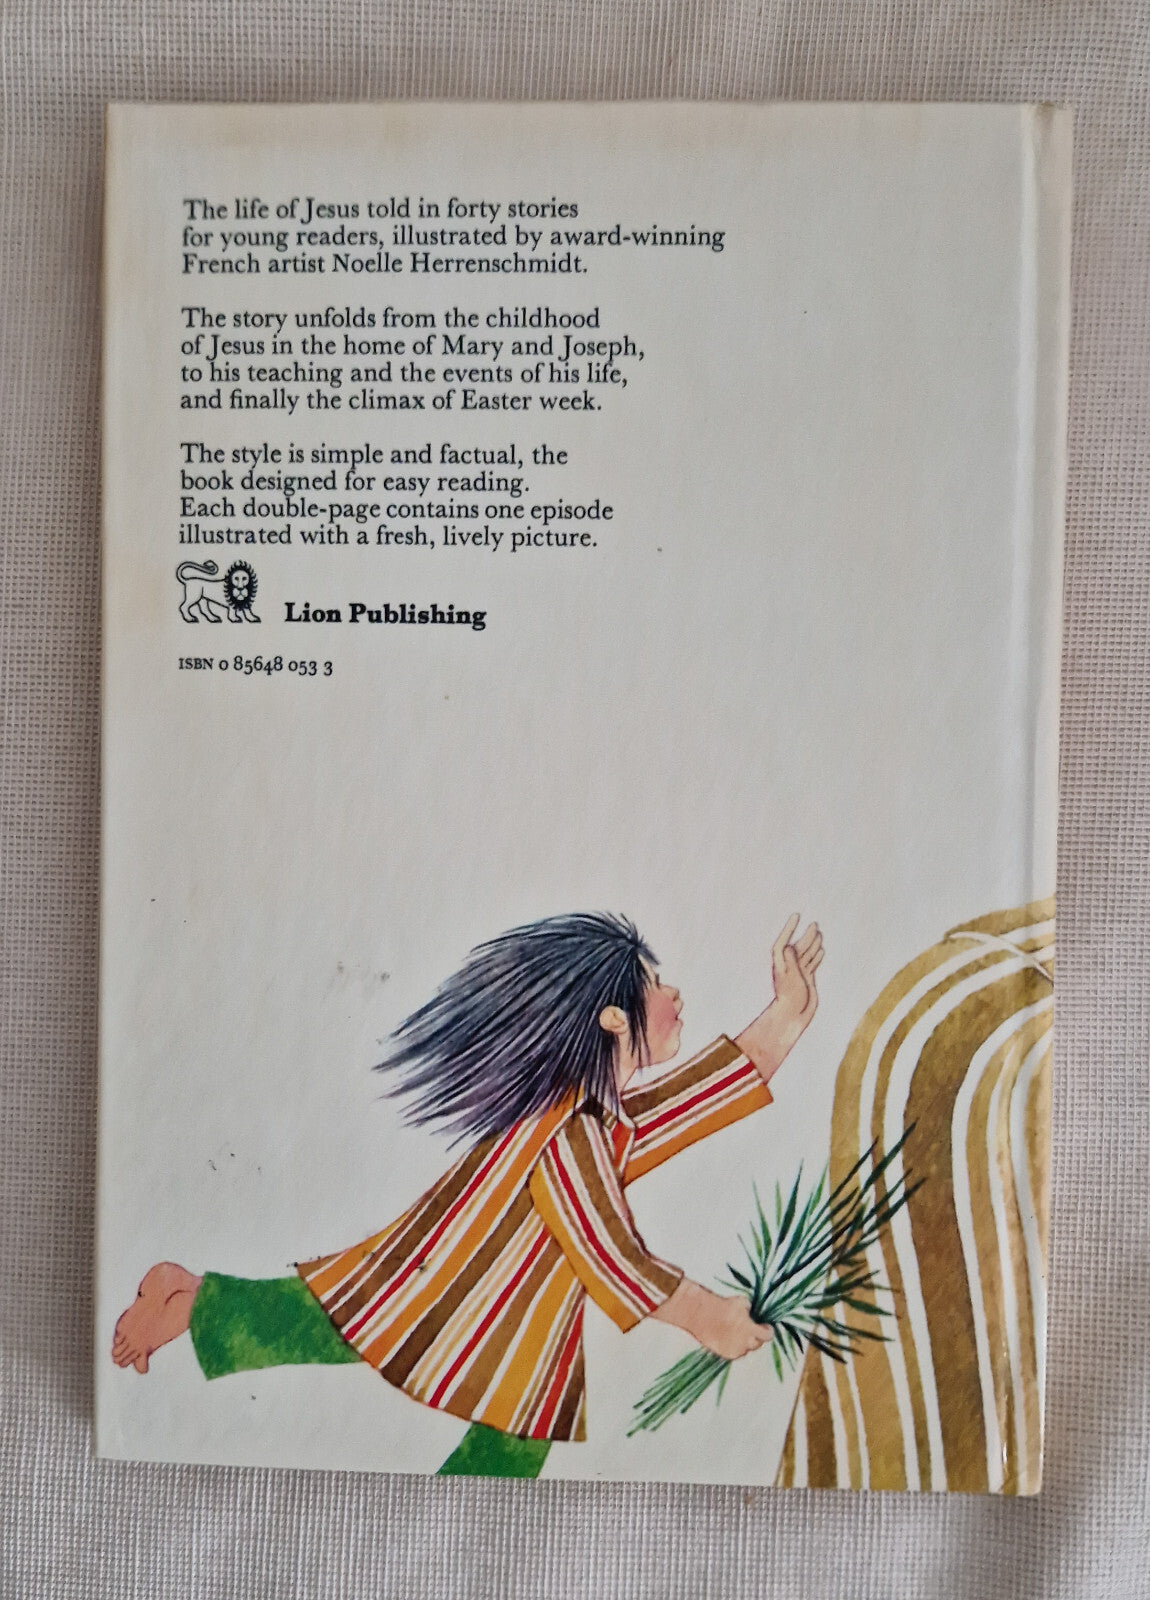 The life of Jesus told in forty stories
for young readers, illustrated by award-winning
French artist Noelle Herrenschmidt.
The story unfolds from the childhood
of Jesus in the home of Mary and Joseph,
to his teaching and the events of his life,
and finally the climax of Easter week.
The style is simple and factual, the
book designed for easy reading.
Each double-page contains one episode
illustrated with a fresh, lively picture.
Lion Publishing
ISBN 0 85648 053 3